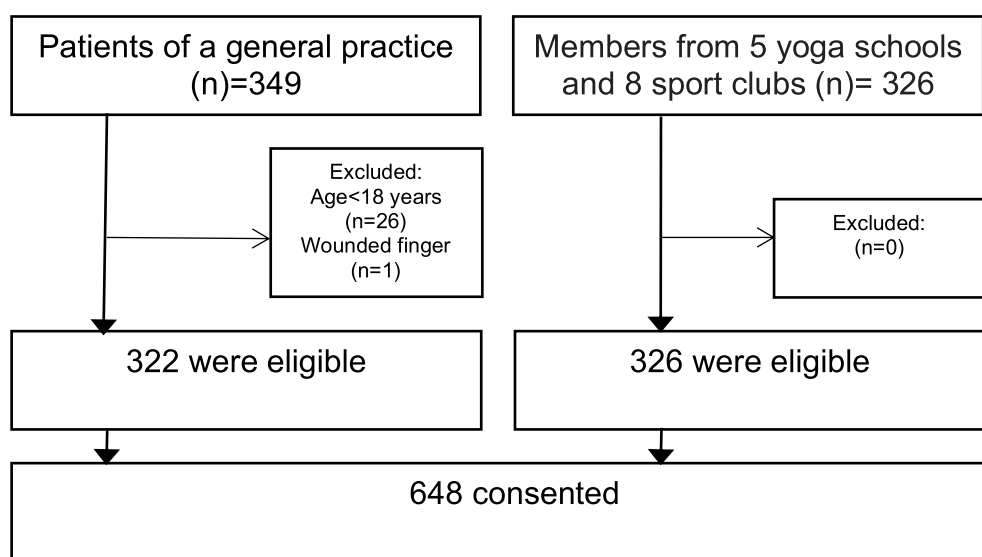 Patients of a general practice
(n)=349
Members from 5 yoga schools
and 8 sport clubs (n)= 326
Excluded:
Age<18 years
(n=26)
Wounded finger
(n=1)
Excluded:
(n=0)
322 were eligible
326 were eligible
648 consented